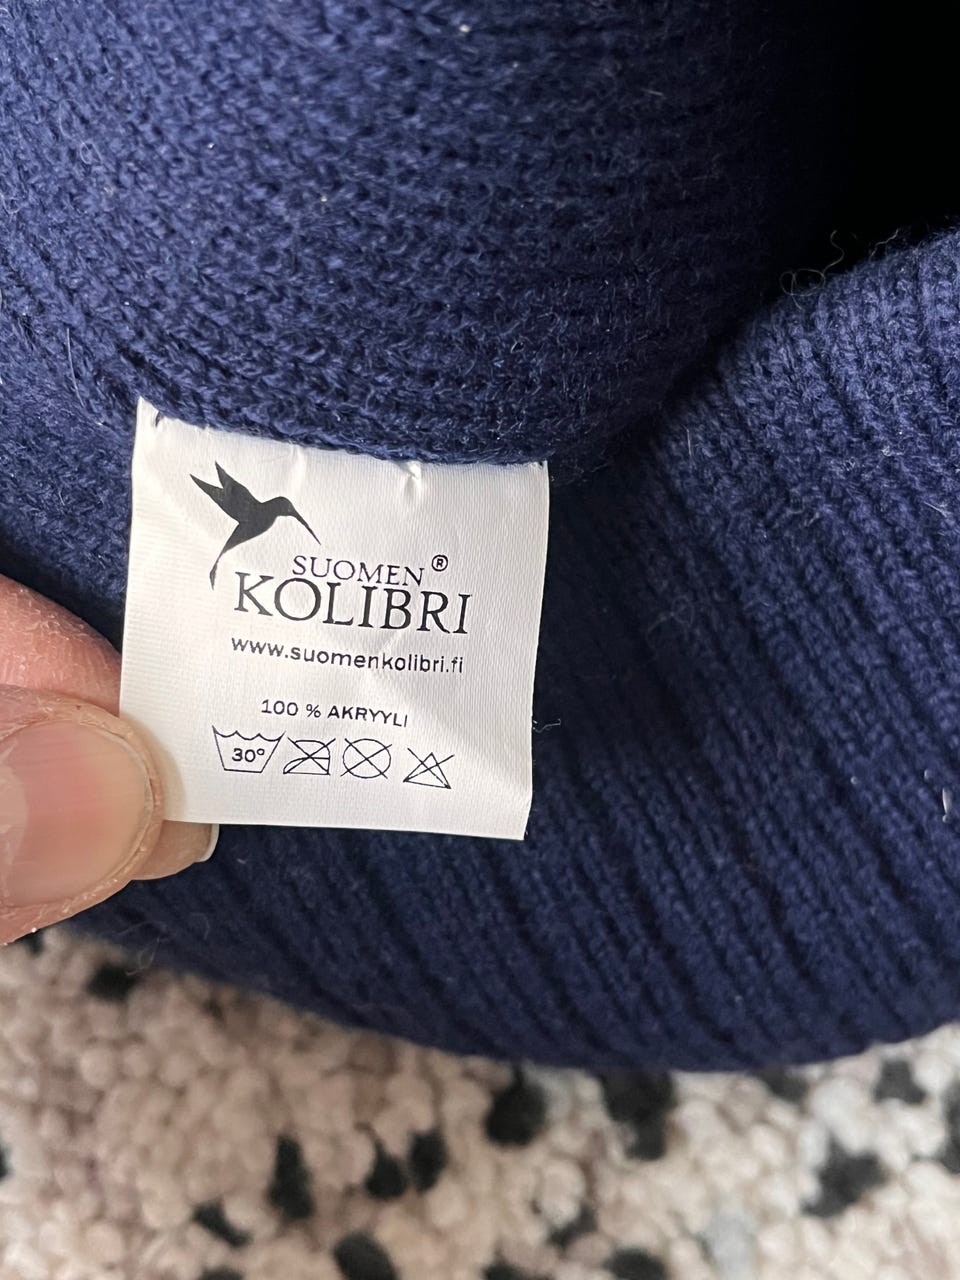 SUOMEN ®
KOLIBRI
www.suomenkolibri.fi
100 % AKRYYLI
30°